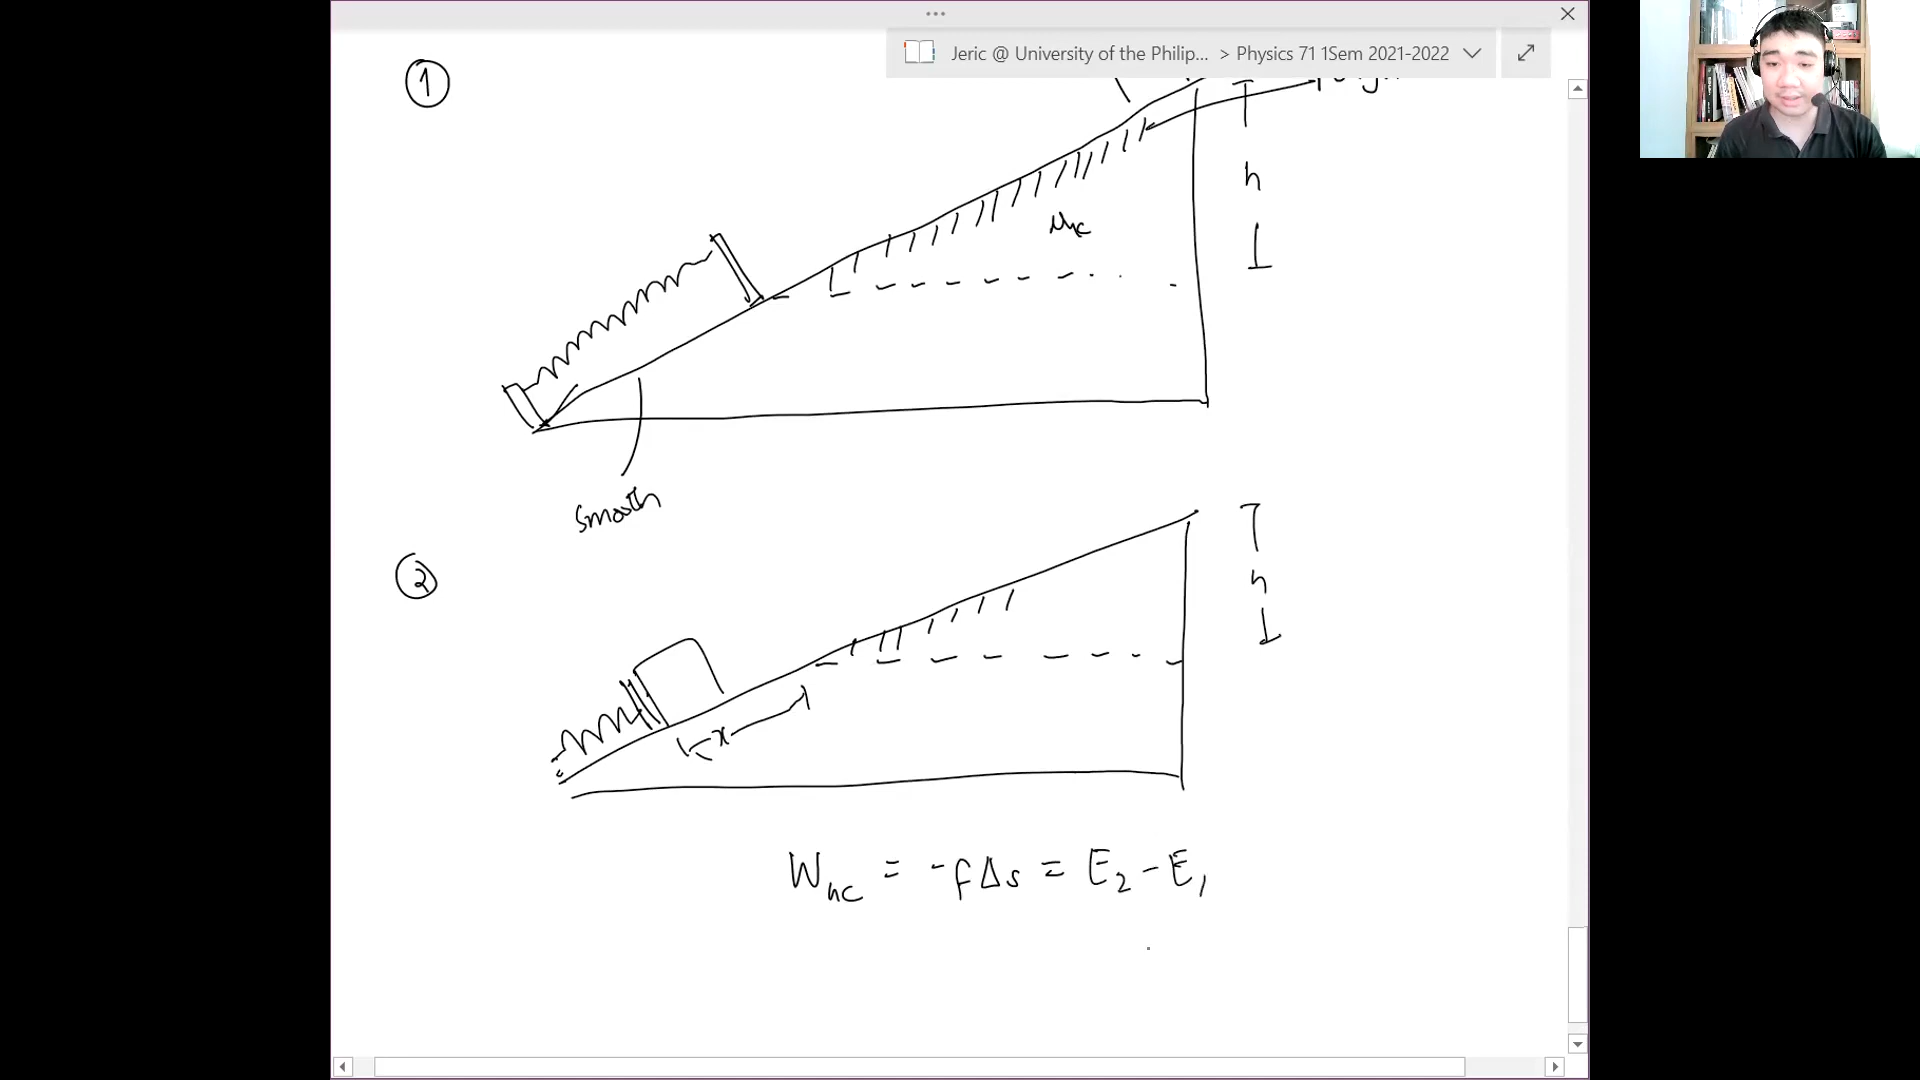 Jeric @ University of the Philip... > Physics 71 1Sem 2021-2022
①
h
μk
smooth
②
h
x
Wnc = -fΔs = E₂ - E₁